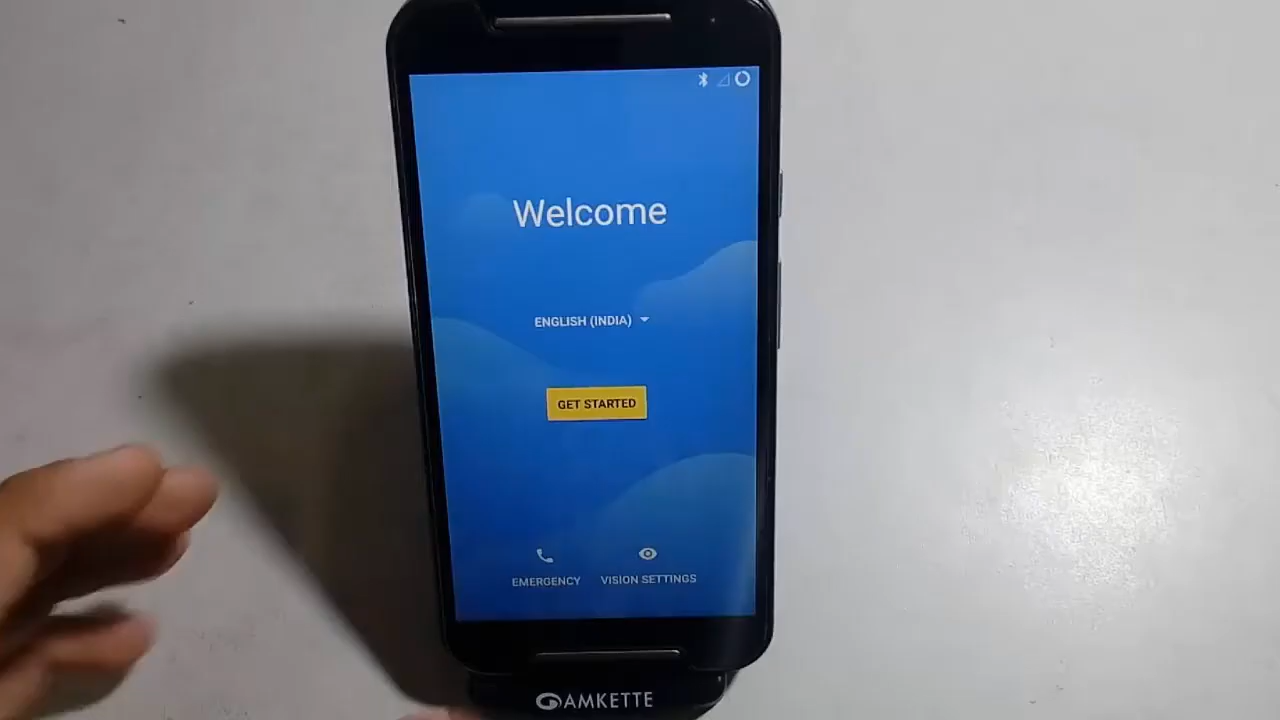 Welcome
ENGLISH (INDIA)
GET STARTED
EMERGENCY
VISION SETTINGS
AMKETTE